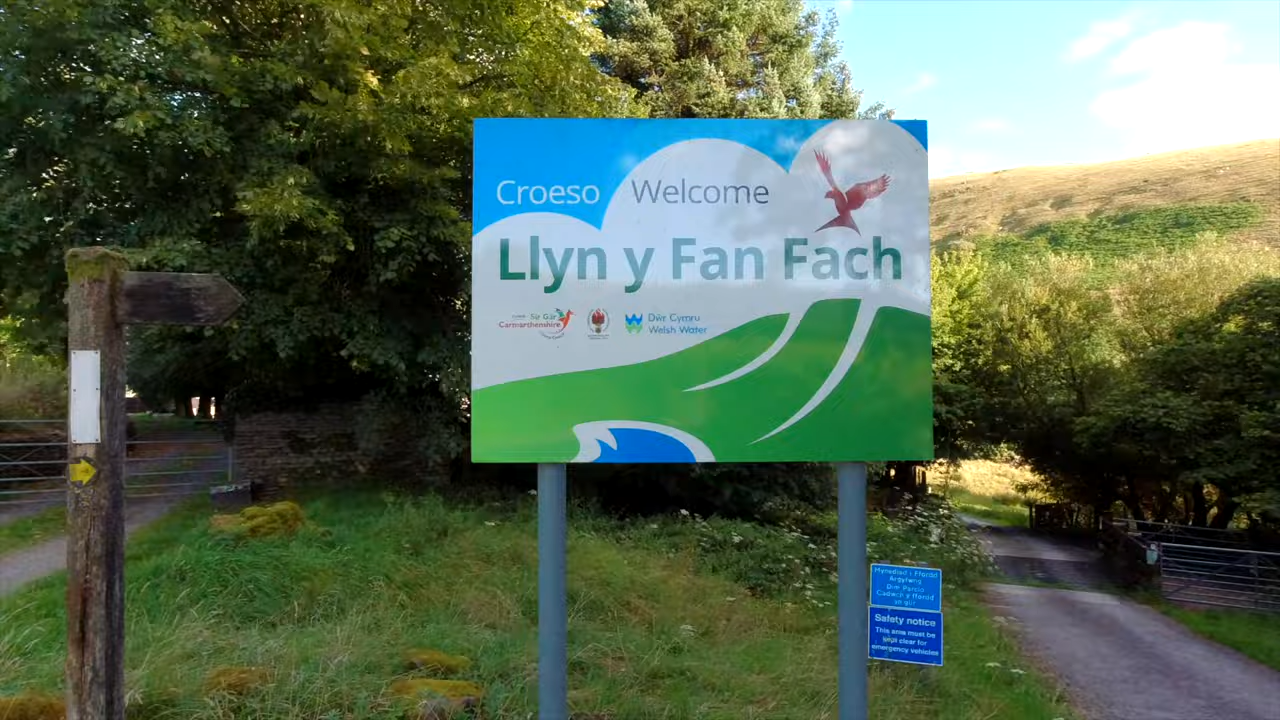 Croeso Welcome
Llyn y Fan Fach
Sir Gâr
Carmarthenshire
Dŵr Cymru
Welsh Water
Mynediad i Ffordd
Argyfwng
Dim Parcio
Cadwch y ffordd
yn glir
Safety notice
This area must be
kept clear for
emergency vehicles